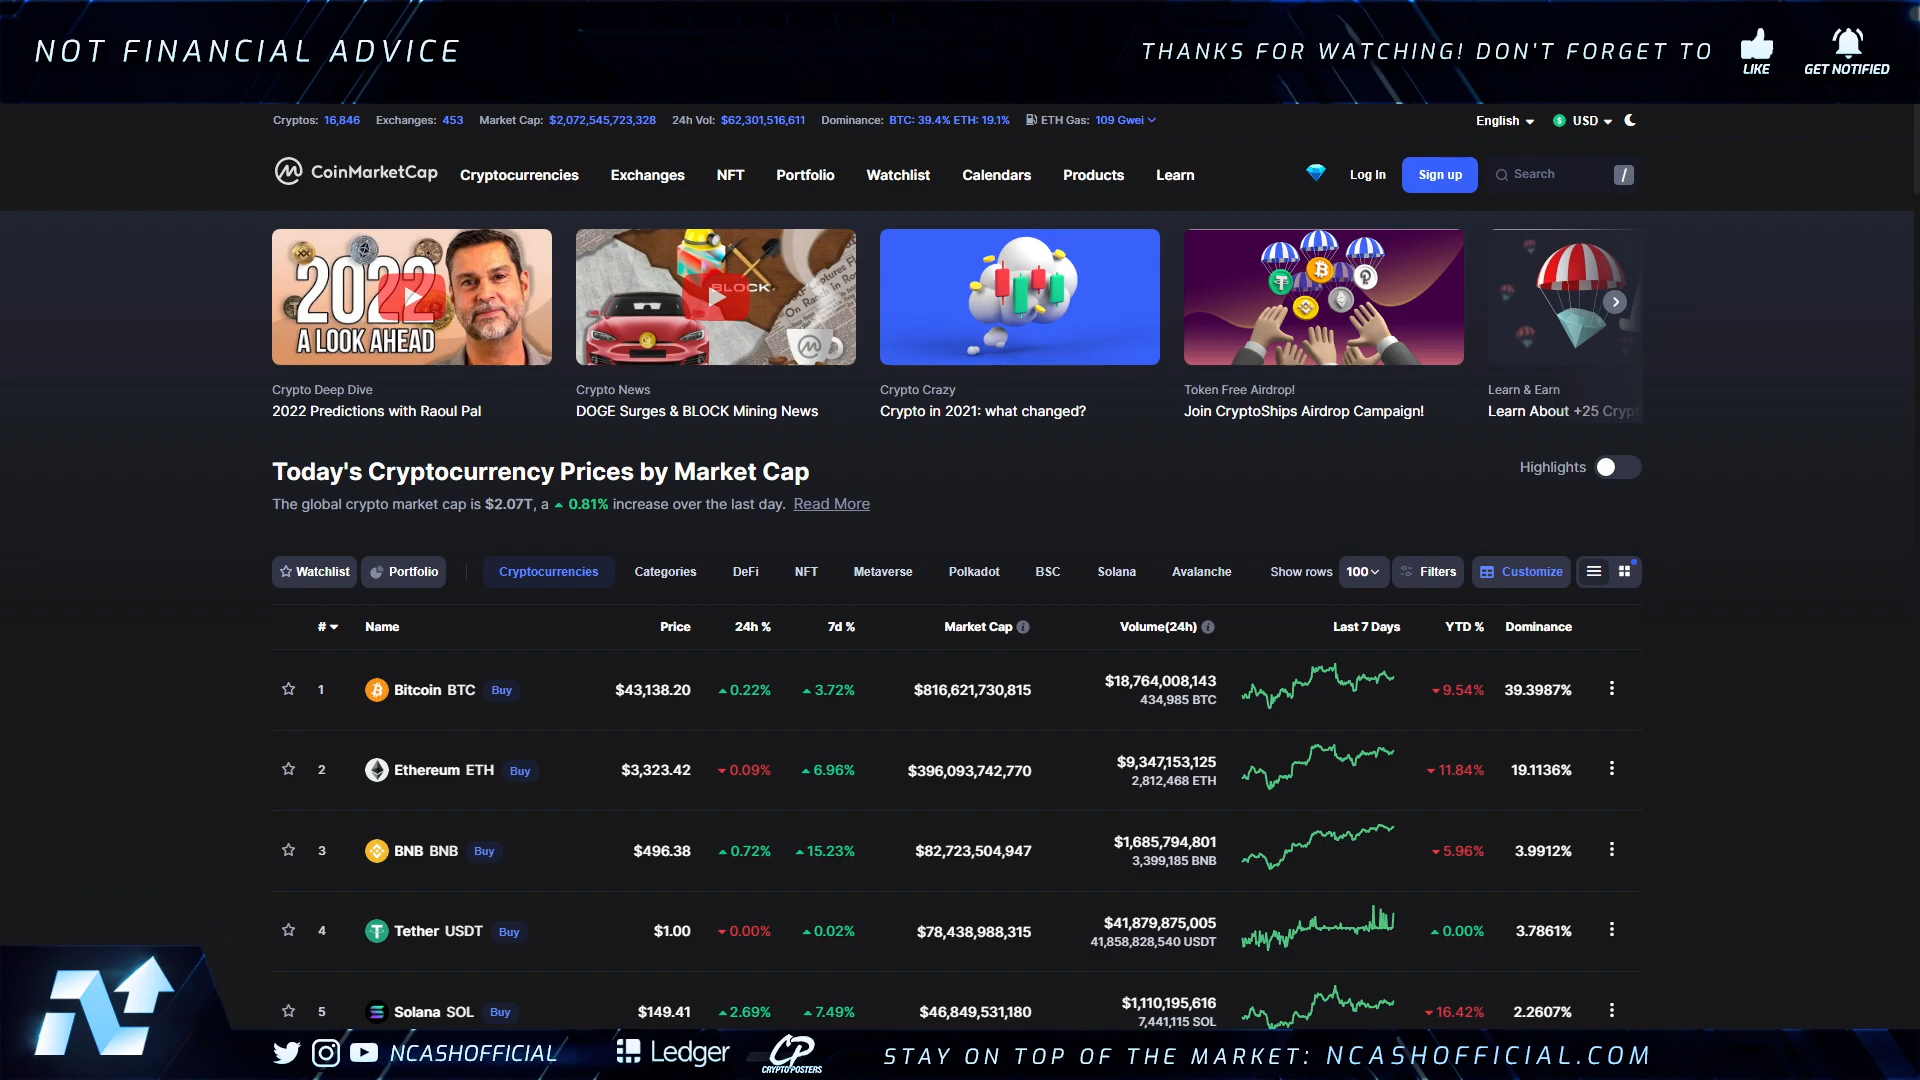 NOT FINANCIAL ADVICE
THANKS FOR WATCHING! DON'T FORGET TO
LIKE
GET NOTIFIED
Cryptos: 16,846 Exchanges: 453 Market Cap: $2,072,545,723,328 24h Vol: $62,301,516,611 Dominance: BTC: 39.4% ETH: 19.1% ETH Gas: 109 Gwei
English USD
CoinMarketCap Cryptocurrencies Exchanges NFT Portfolio Watchlist Calendars Products Learn Log In Sign up Search /
2022
A LOOK AHEAD
BLOCK
Crypto Deep Dive
2022 Predictions with Raoul Pal
Crypto News
DOGE Surges & BLOCK Mining News
Crypto Crazy
Crypto in 2021: what changed?
Token Free Airdrop!
Join CryptoShips Airdrop Campaign!
Learn & Earn
Learn About +25 Crypt
Today's Cryptocurrency Prices by Market Cap
Highlights
The global crypto market cap is $2.07T, a 0.81% increase over the last day. Read More
Watchlist Portfolio Cryptocurrencies Categories DeFi NFT Metaverse Polkadot BSC Solana Avalanche Show rows 100 Filters Customize
# Name Price 24h % 7d % Market Cap Volume(24h) Last 7 Days YTD % Dominance
1 Bitcoin BTC Buy $43,138.20 0.22% 3.72% $816,621,730,815 $18,764,008,143 9.54% 39.3987%
434,985 BTC
2 Ethereum ETH Buy $3,323.42 0.09% 6.96% $396,093,742,770 $9,347,153,125 11.84% 19.1136%
2,812,468 ETH
3 BNB BNB Buy $496.38 0.72% 15.23% $82,723,504,947 $1,685,794,801 5.96% 3.9912%
3,399,185 BNB
4 Tether USDT Buy $1.00 0.00% 0.02% $78,438,988,315 $41,879,875,005 0.00% 3.7861%
41,858,828,540 USDT
5 Solana SOL Buy $149.41 2.69% 7.49% $46,849,531,180 $1,110,195,616 16.42% 2.2607%
7,441,115 SOL
NCASHOFFICIAL
Ledger
CP
CRYPTOPOSTERS
STAY ON TOP OF THE MARKET: NCASHOFFICIAL.COM